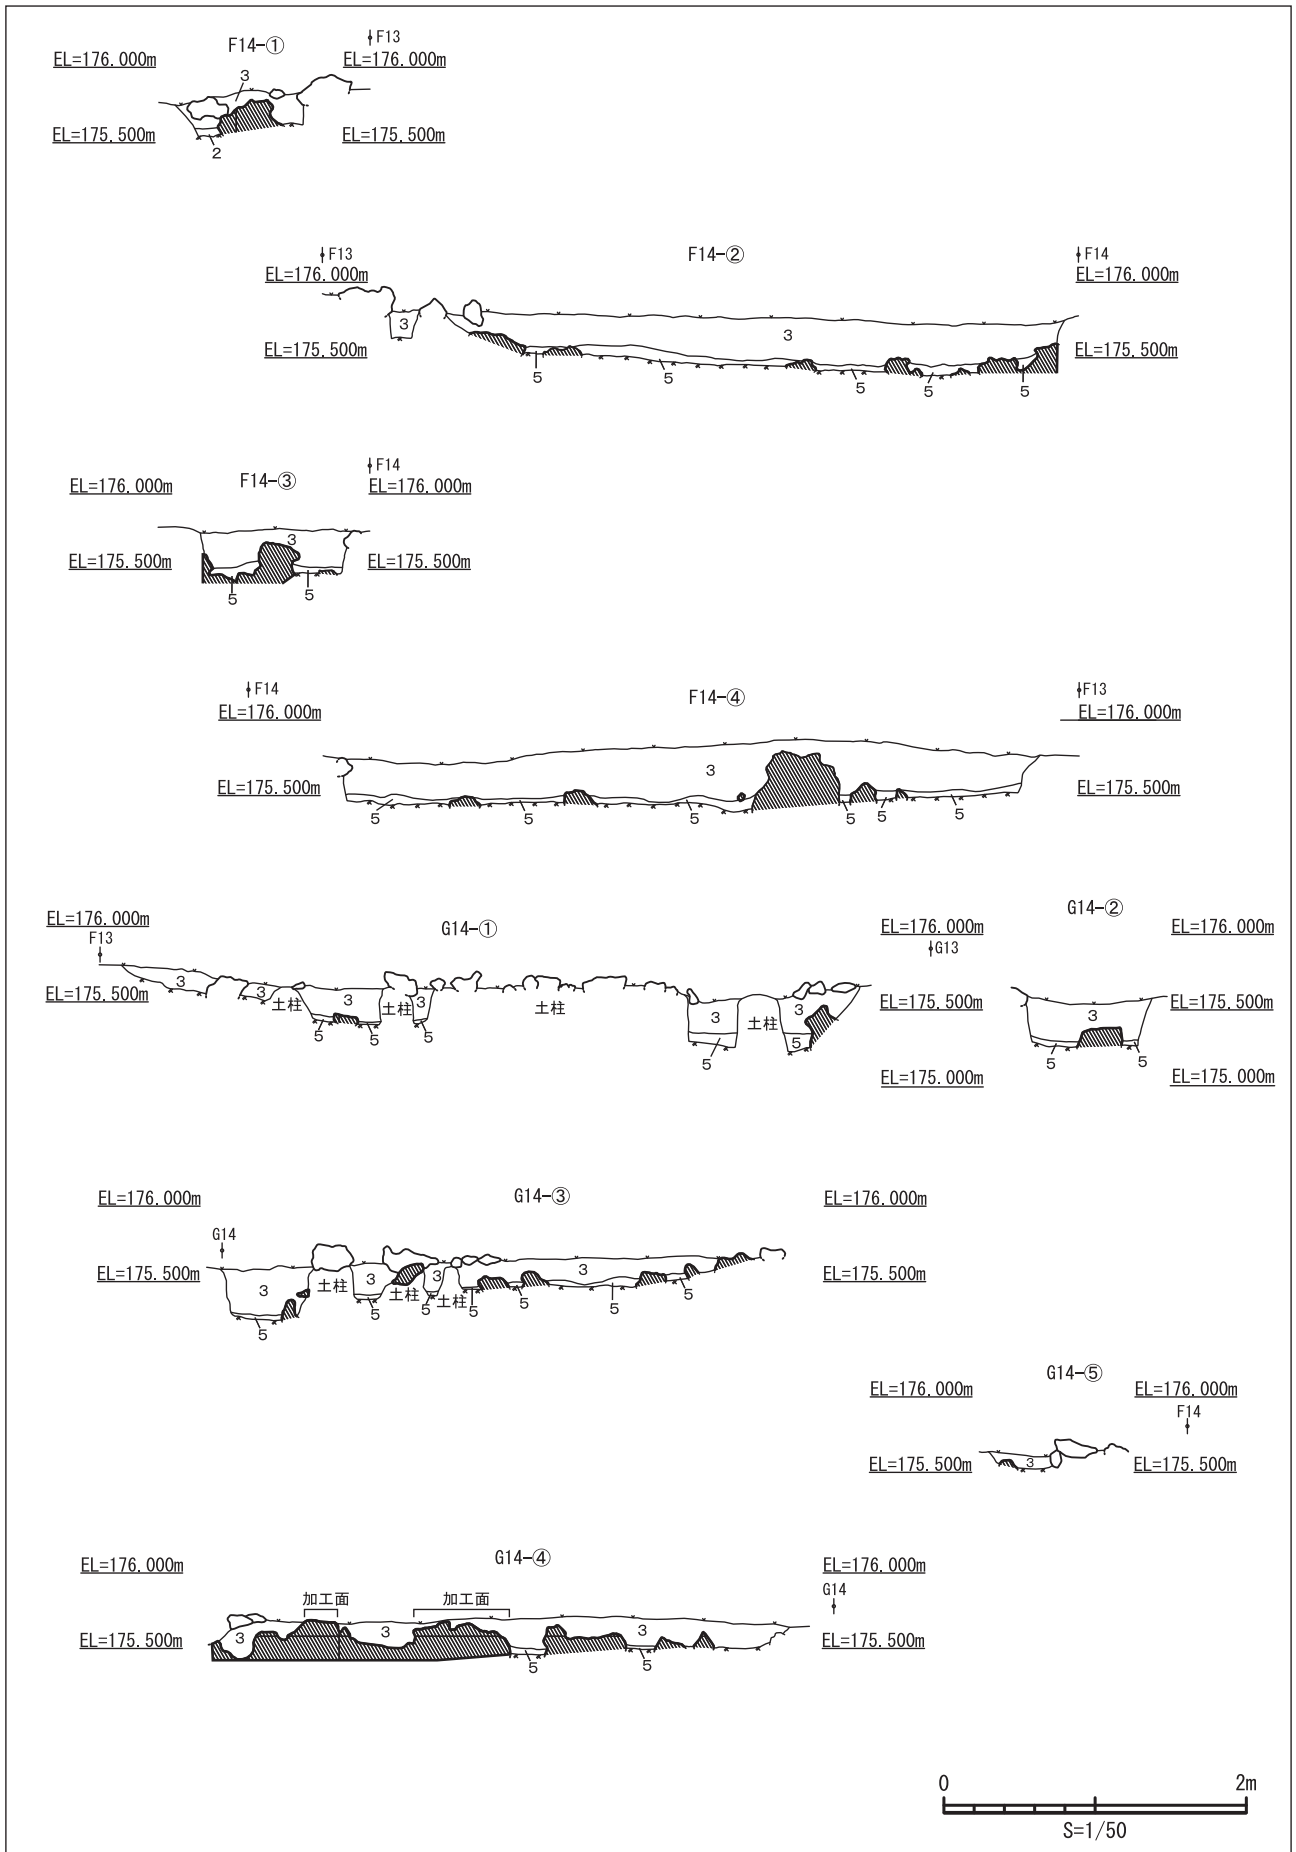 F14-①
F13
EL=176.000m
EL=176.000m
3
EL=175.500m
EL=175.500m
2
F13
F14-②
F14
EL=176.000m
EL=176.000m
3
3
EL=175.500m
EL=175.500m
5
5
5
5
5
F14-③
F14
EL=176.000m
EL=176.000m
3
EL=175.500m
EL=175.500m
5
5
F14
F14-④
F13
EL=176.000m
EL=176.000m
3
EL=175.500m
EL=175.500m
5
5
5
5
5
5
EL=176.000m
F13
G14-①
EL=176.000m
G13
3
3
土柱
3
土柱
3
土柱
3
土柱
3
EL=175.500m
EL=175.500m
5
5
5
5
5
EL=175.000m
G14-②
EL=176.000m
3
EL=175.500m
5
5
EL=175.000m
EL=176.000m
G14-③
EL=176.000m
G14
EL=175.500m
EL=175.500m
3
土柱
3
土柱
3
土柱
3
5
5
5
5
5
5
5
G14-⑤
EL=176.000m
EL=176.000m
F14
EL=175.500m
3
EL=175.500m
G14-④
EL=176.000m
EL=176.000m
G14
加工面
加工面
EL=175.500m
3
3
3
EL=175.500m
5
5
0
2m
S=1/50